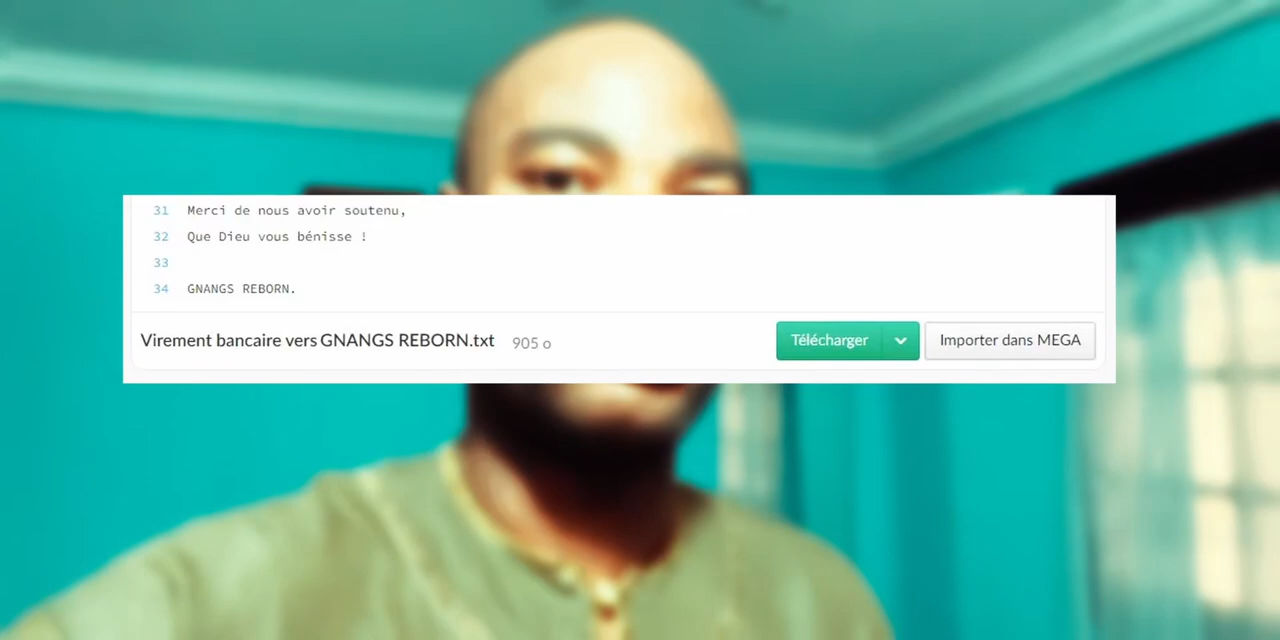 31 Merci de nous avoir soutenu,
32 Que Dieu vous bénisse !
33
34 GNANGS REBORN.
Virement bancaire vers GNANGS REBORN.txt 905 o Télécharger Importer dans MEGA